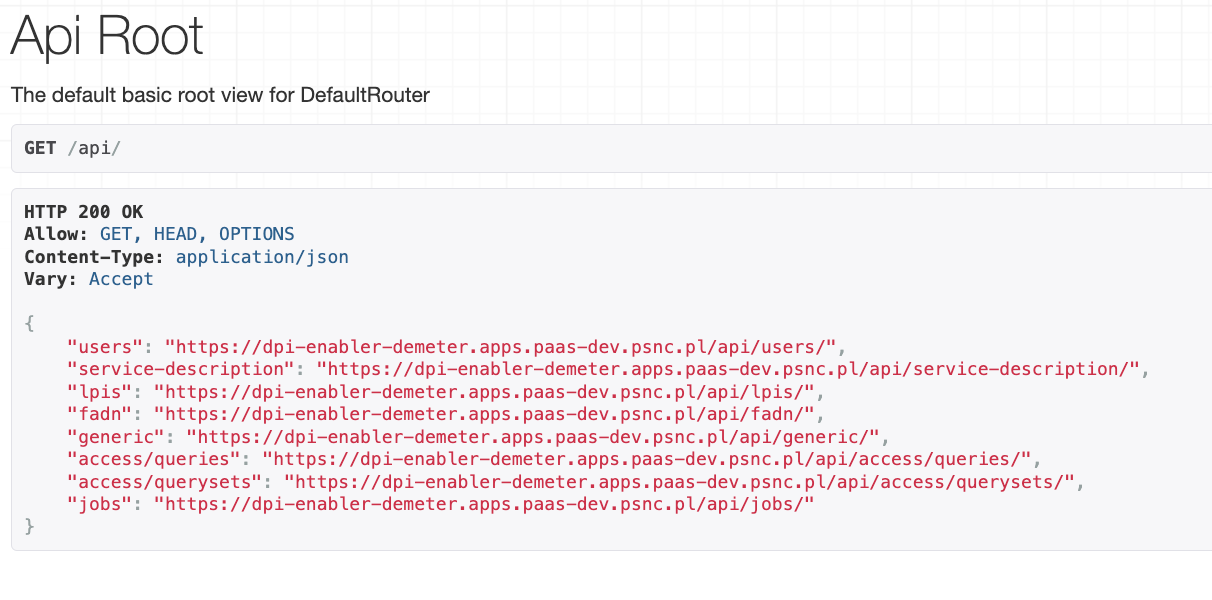 Api Root
The default basic root view for DefaultRouter
GET /api/
HTTP 200 OK
Allow: GET, HEAD, OPTIONS
Content-Type: application/json
Vary: Accept
{
"users": "https://dpi-enabler-demeter.apps.paas-dev.psnc.pl/api/users/",
"service-description": "https://dpi-enabler-demeter.apps.paas-dev.psnc.pl/api/service-description/",
"lpis": "https://dpi-enabler-demeter.apps.paas-dev.psnc.pl/api/lpis/",
"fadn": "https://dpi-enabler-demeter.apps.paas-dev.psnc.pl/api/fadn/",
"generic": "https://dpi-enabler-demeter.apps.paas-dev.psnc.pl/api/generic/",
"access/queries": "https://dpi-enabler-demeter.apps.paas-dev.psnc.pl/api/access/queries/",
"access/querysets": "https://dpi-enabler-demeter.apps.paas-dev.psnc.pl/api/access/querysets/",
"jobs": "https://dpi-enabler-demeter.apps.paas-dev.psnc.pl/api/jobs/"
}